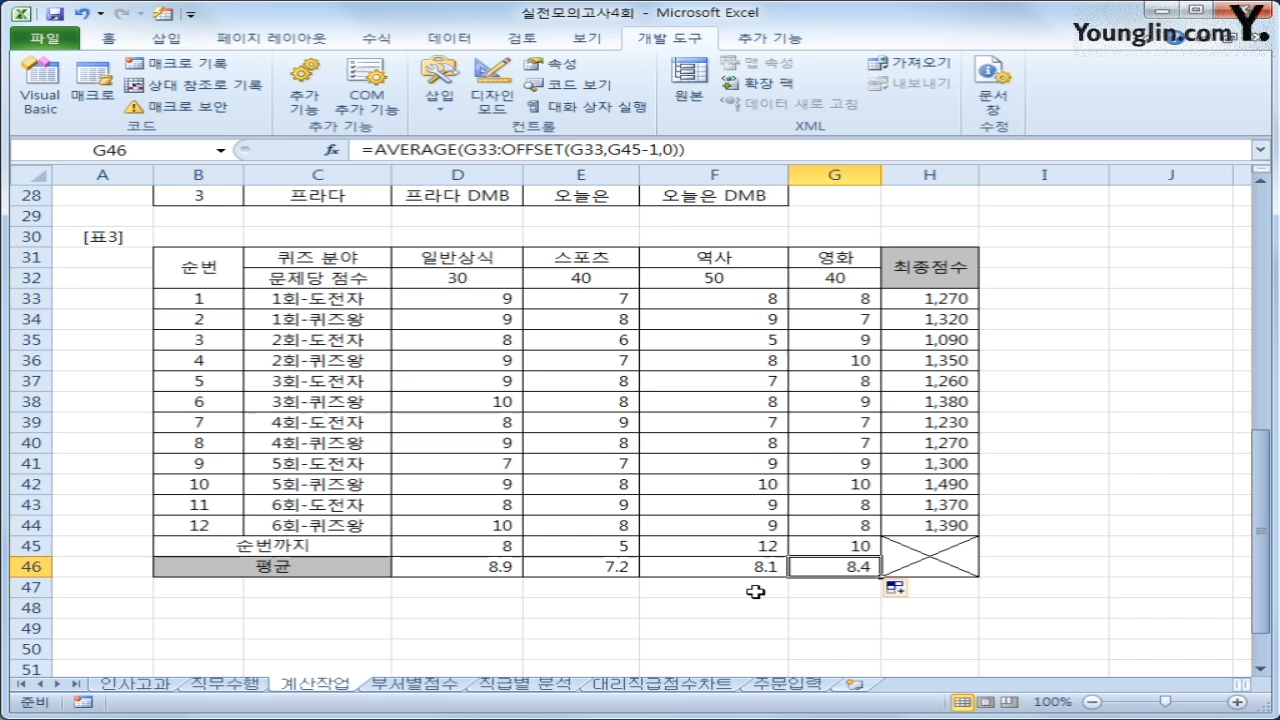 실전모의고사4회 - Microsoft Excel
YoungJin.com Y.
파일 홈 삽입 페이지 레이아웃 수식 데이터 검토 보기 개발 도구 추가 기능
Visual Basic 매크로 매크로 기록 상대 참조로 기록 매크로 보안 코드
추가 기능 COM 추가 기능 추가 기능
삽입 디자인 모드 속성 코드 보기 대화 상자 실행 컨트롤
원본 맵 속성 확장 팩 데이터 새로 고침 가져오기 내보내기 XML
문서 창 수정
G46 fx =AVERAGE(G33:OFFSET(G33,G45-1,0))
A B C D E F G H I J
28 3 프라다 프라다 DMB 오늘은 오늘은 DMB
29
30 [표3]
31 순번 퀴즈 분야 일반상식 스포츠 역사 영화 최종점수
32 문제당 점수 30 40 50 40
33 1 1회-도전자 9 7 8 8 1,270
34 2 1회-퀴즈왕 9 8 9 7 1,320
35 3 2회-도전자 8 6 5 9 1,090
36 4 2회-퀴즈왕 9 7 8 10 1,350
37 5 3회-도전자 9 8 7 8 1,260
38 6 3회-퀴즈왕 10 8 8 9 1,380
39 7 4회-도전자 8 9 7 7 1,230
40 8 4회-퀴즈왕 9 8 8 7 1,270
41 9 5회-도전자 7 7 9 9 1,300
42 10 5회-퀴즈왕 9 8 10 10 1,490
43 11 6회-도전자 8 9 9 8 1,370
44 12 6회-퀴즈왕 10 8 9 8 1,390
45 순번까지 8 5 12 10
46 평균 8.9 7.2 8.1 8.4
47
48
49
50
51
인사고과 직무수행 계산작업 부서별점수 직급별 분석 대리직급점수차트 주문입력
준비 100%